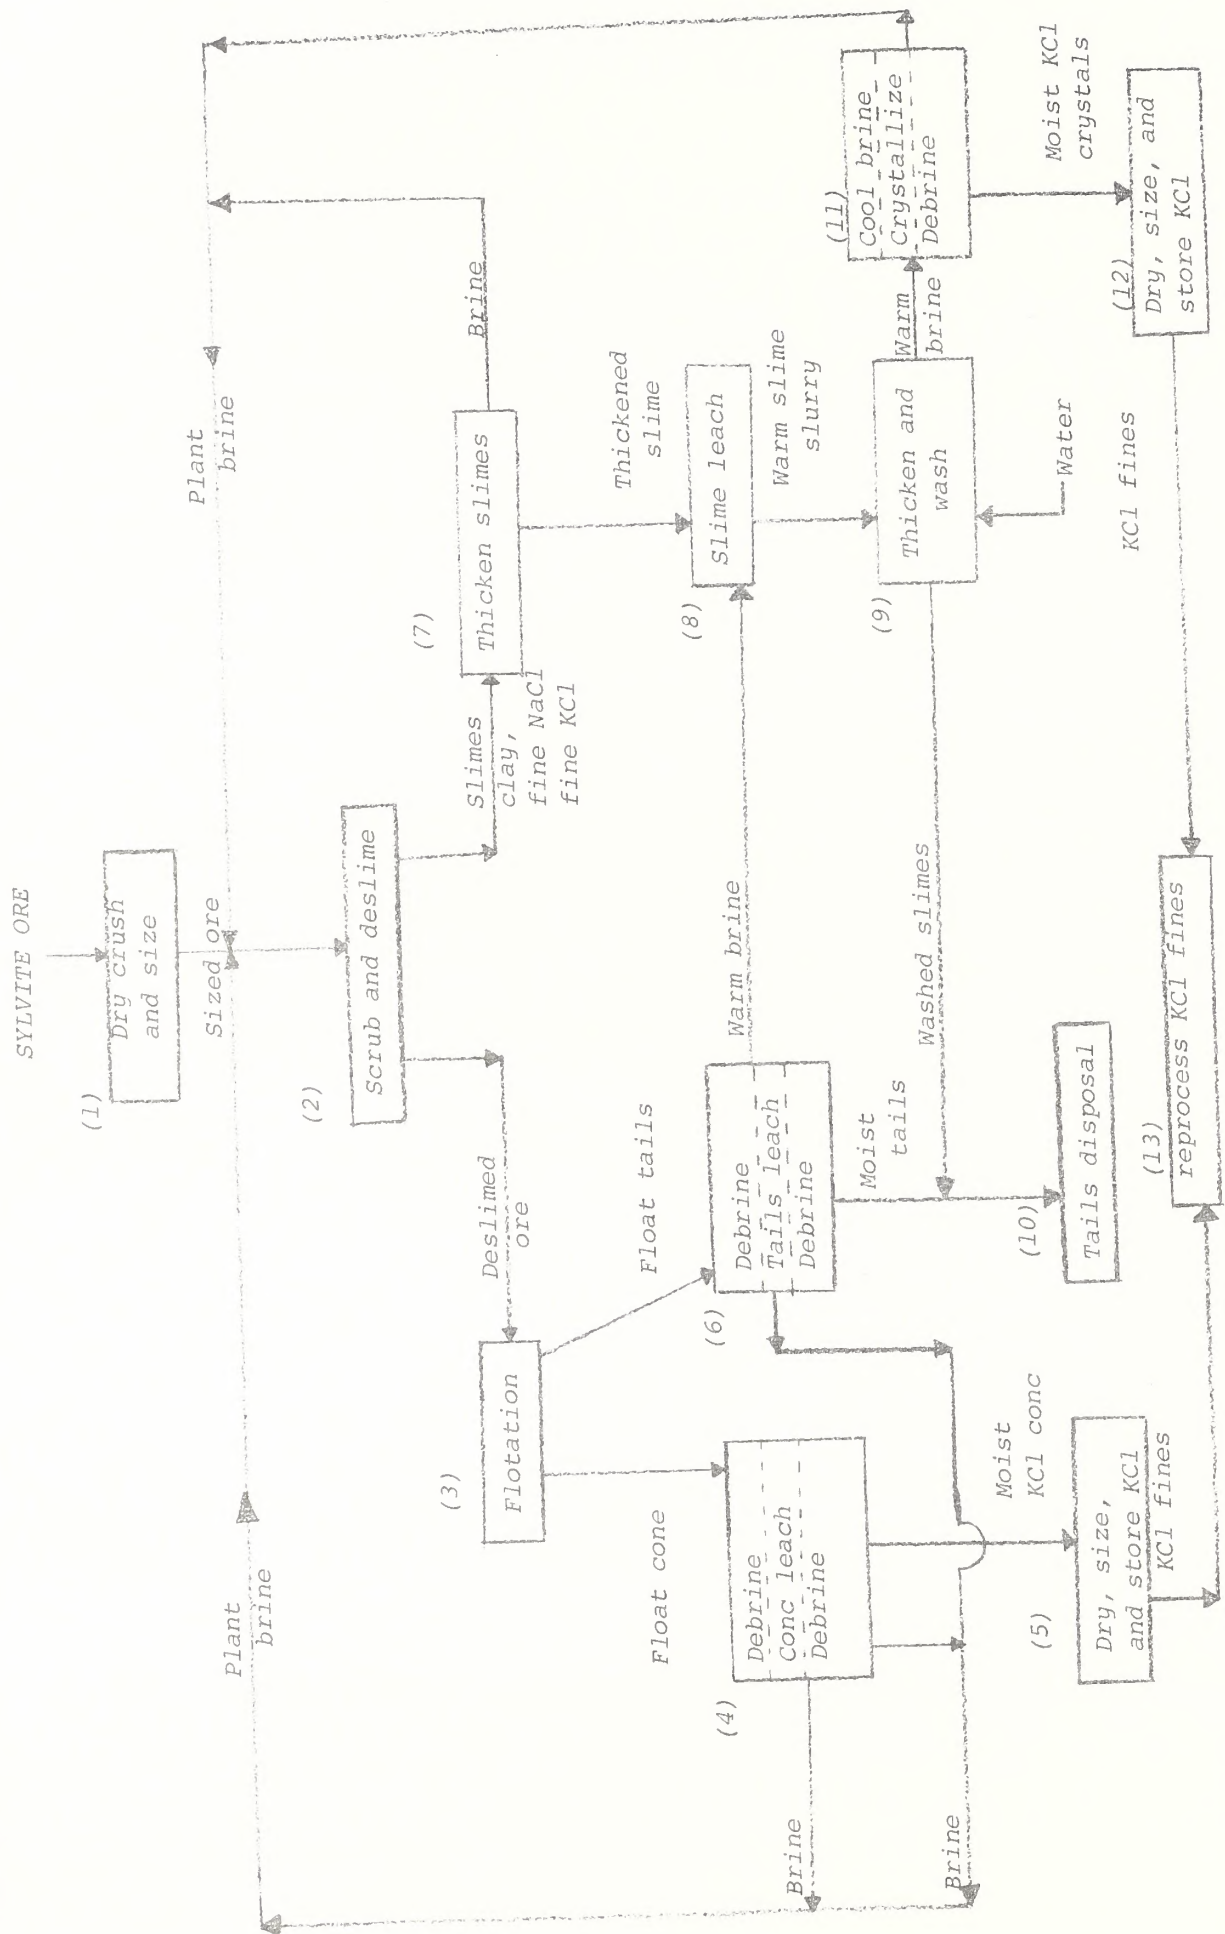 SYLVITE ORE
(1)
Dry crush
and size
Sized ore
Plant
brine
Plant
brine
(2)
Scrub and deslime
Deslimed
ore
Slimes
clay,
fine NaCl
fine KCl
(3)
Flotation
(7)
Thicken slimes
Brine
Float conc
Float tails
Thickened
slime
(4)
Debrine
Conc leach
Debrine
(6)
Debrine
Tails leach
Debrine
Warm brine
(8)
Slime leach
Warm slime
slurry
(11)
Cool brine
Crystallize
Debrine
Brine
Moist
tails
Washed slimes
(9)
Thicken and
wash
Warm
brine
Water
Brine
Moist
KCl conc
(10)
Tails disposal
Moist KCl
crystals
(5)
Dry, size,
and store KCl
KCl fines
(13)
reprocess KCl fines
KCl fines
(12)
Dry, size, and
store KCl